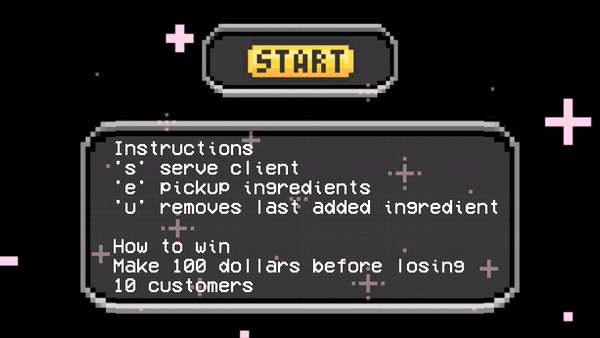 START
Instructions
's' serve client
'e' pickup ingredients
'u' removes last added ingredient
How to win
Make 100 dollars before losing
10 customers